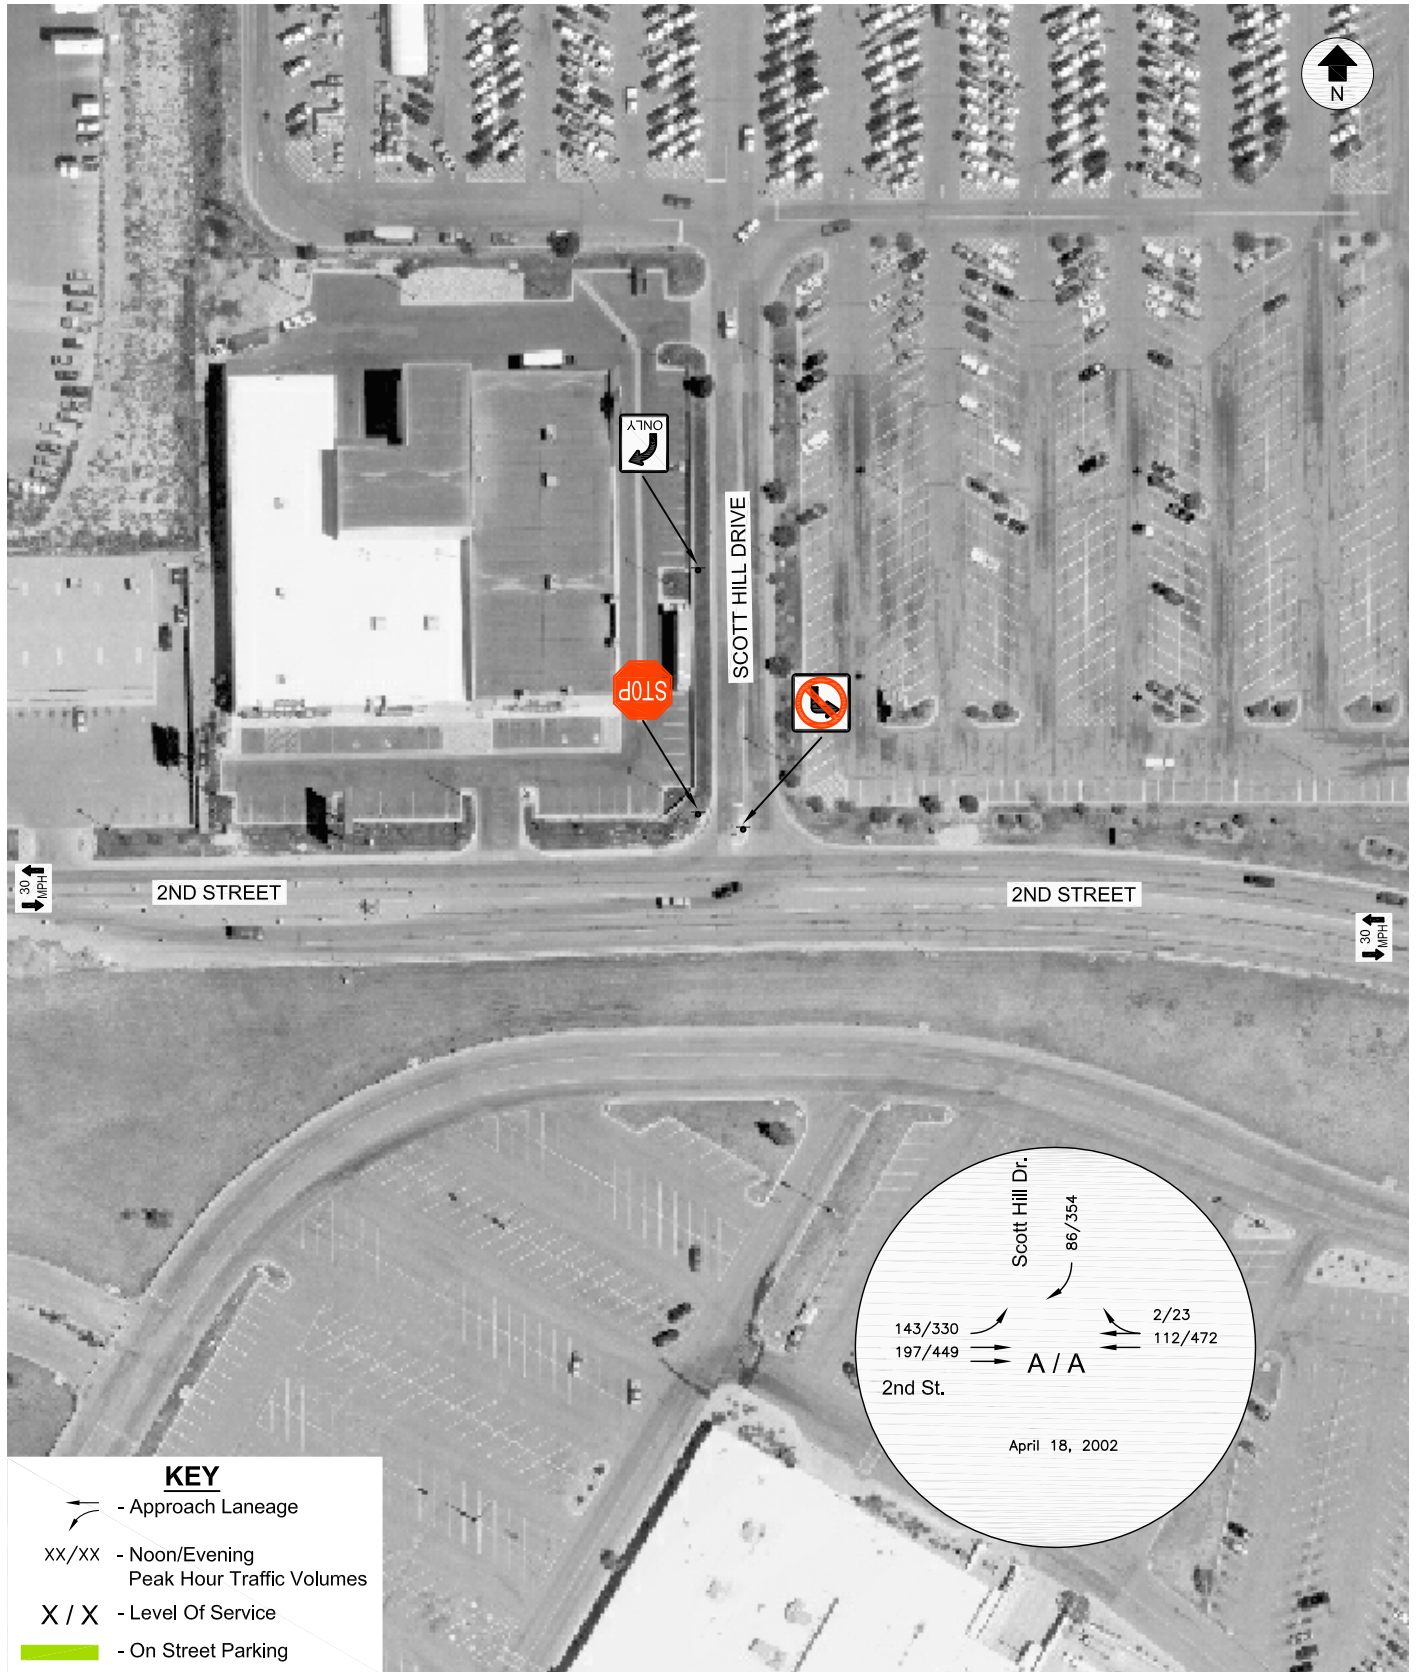 N
ONLY
SCOTT HILL DRIVE
STOP
30
MPH
2ND STREET
2ND STREET
30
MPH
Scott Hill Dr.
86/354
143/330
197/449
2/23
112/472
A / A
2nd St.
April 18, 2002
KEY
- Approach Laneage
XX/XX - Noon/Evening
Peak Hour Traffic Volumes
X / X - Level Of Service
- On Street Parking